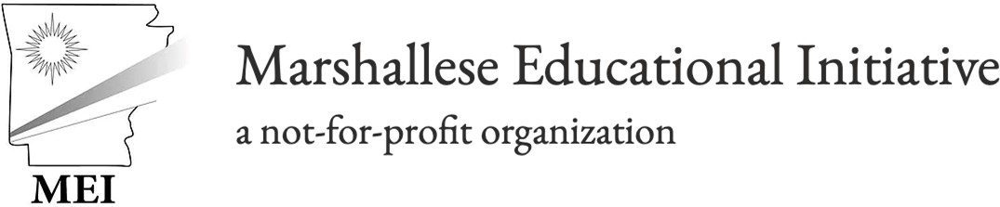 Marshallese Educational Initiative
a not-for-profit organization
MEI